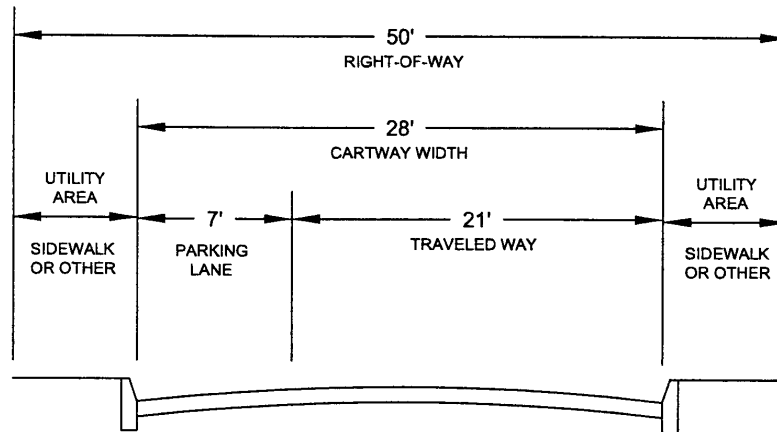 50'
RIGHT-OF-WAY
28'
CARTWAY WIDTH
UTILITY
AREA
SIDEWALK
OR OTHER
7'
PARKING
LANE
21'
TRAVELED WAY
UTILITY
AREA
SIDEWALK
OR OTHER